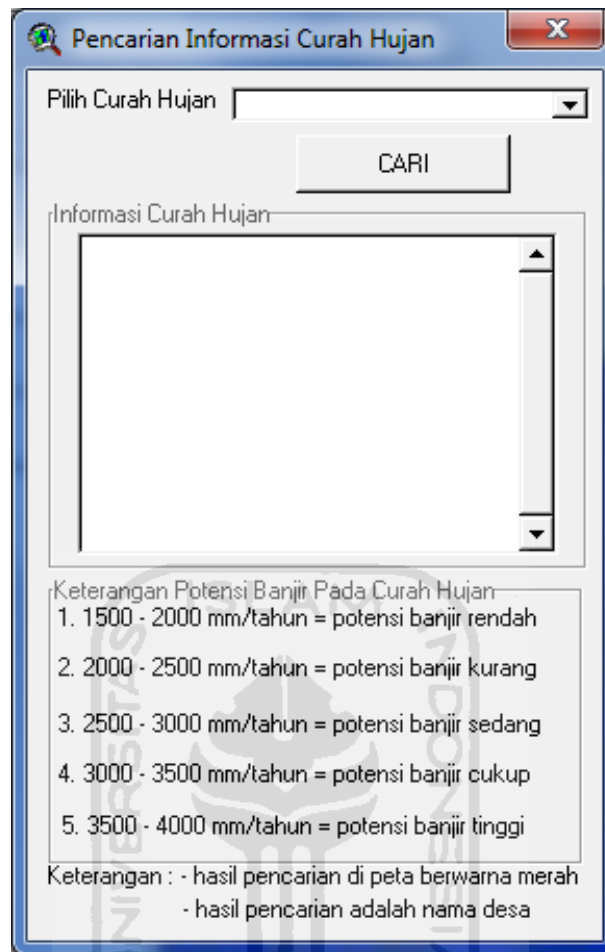 Pencarian Informasi Curah Hujan
Pilih Curah Hujan
CARI
Informasi Curah Hujan
Keterangan Potensi Banjir Pada Curah Hujan
1. 1500 - 2000 mm/tahun = potensi banjir rendah
2. 2000 - 2500 mm/tahun = potensi banjir kurang
3. 2500 - 3000 mm/tahun = potensi banjir sedang
4. 3000 - 3500 mm/tahun = potensi banjir cukup
5. 3500 - 4000 mm/tahun = potensi banjir tinggi
Keterangan : - hasil pencarian di peta berwarna merah
- hasil pencarian adalah nama desa
ISLAM
UNIVERSITAS
INDONESIA